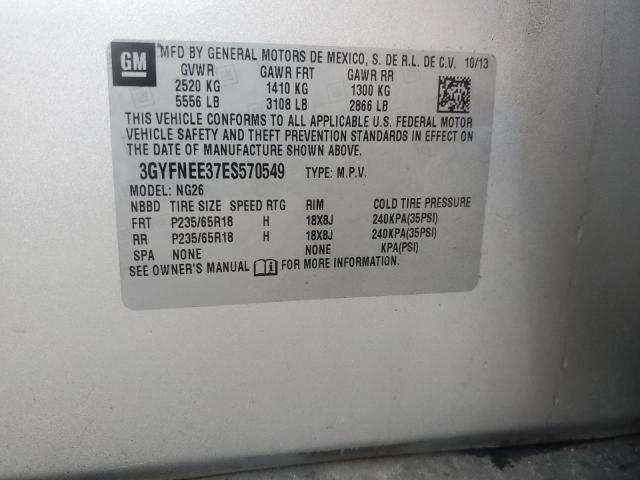 GM
MFD BY GENERAL MOTORS DE MEXICO, S. DE R.L. DE C.V. 10/13
GVWR GAWR FRT GAWR RR
2520 KG 1410 KG 1300 KG
5556 LB 3108 LB 2866 LB
THIS VEHICLE CONFORMS TO ALL APPLICABLE U.S. FEDERAL MOTOR
VEHICLE SAFETY AND THEFT PREVENTION STANDARDS IN EFFECT ON
THE DATE OF MANUFACTURE SHOWN ABOVE.
3GYFNEE37ES570549 TYPE: M.P.V.
MODEL: NG26
NBBD TIRE SIZE SPEED RTG RIM COLD TIRE PRESSURE
FRT P235/65R18 H 18X8J 240KPA(35PSI)
RR P235/65R18 H 18X8J 240KPA(35PSI)
SPA NONE NONE KPA(PSI)
SEE OWNER'S MANUAL i FOR MORE INFORMATION.